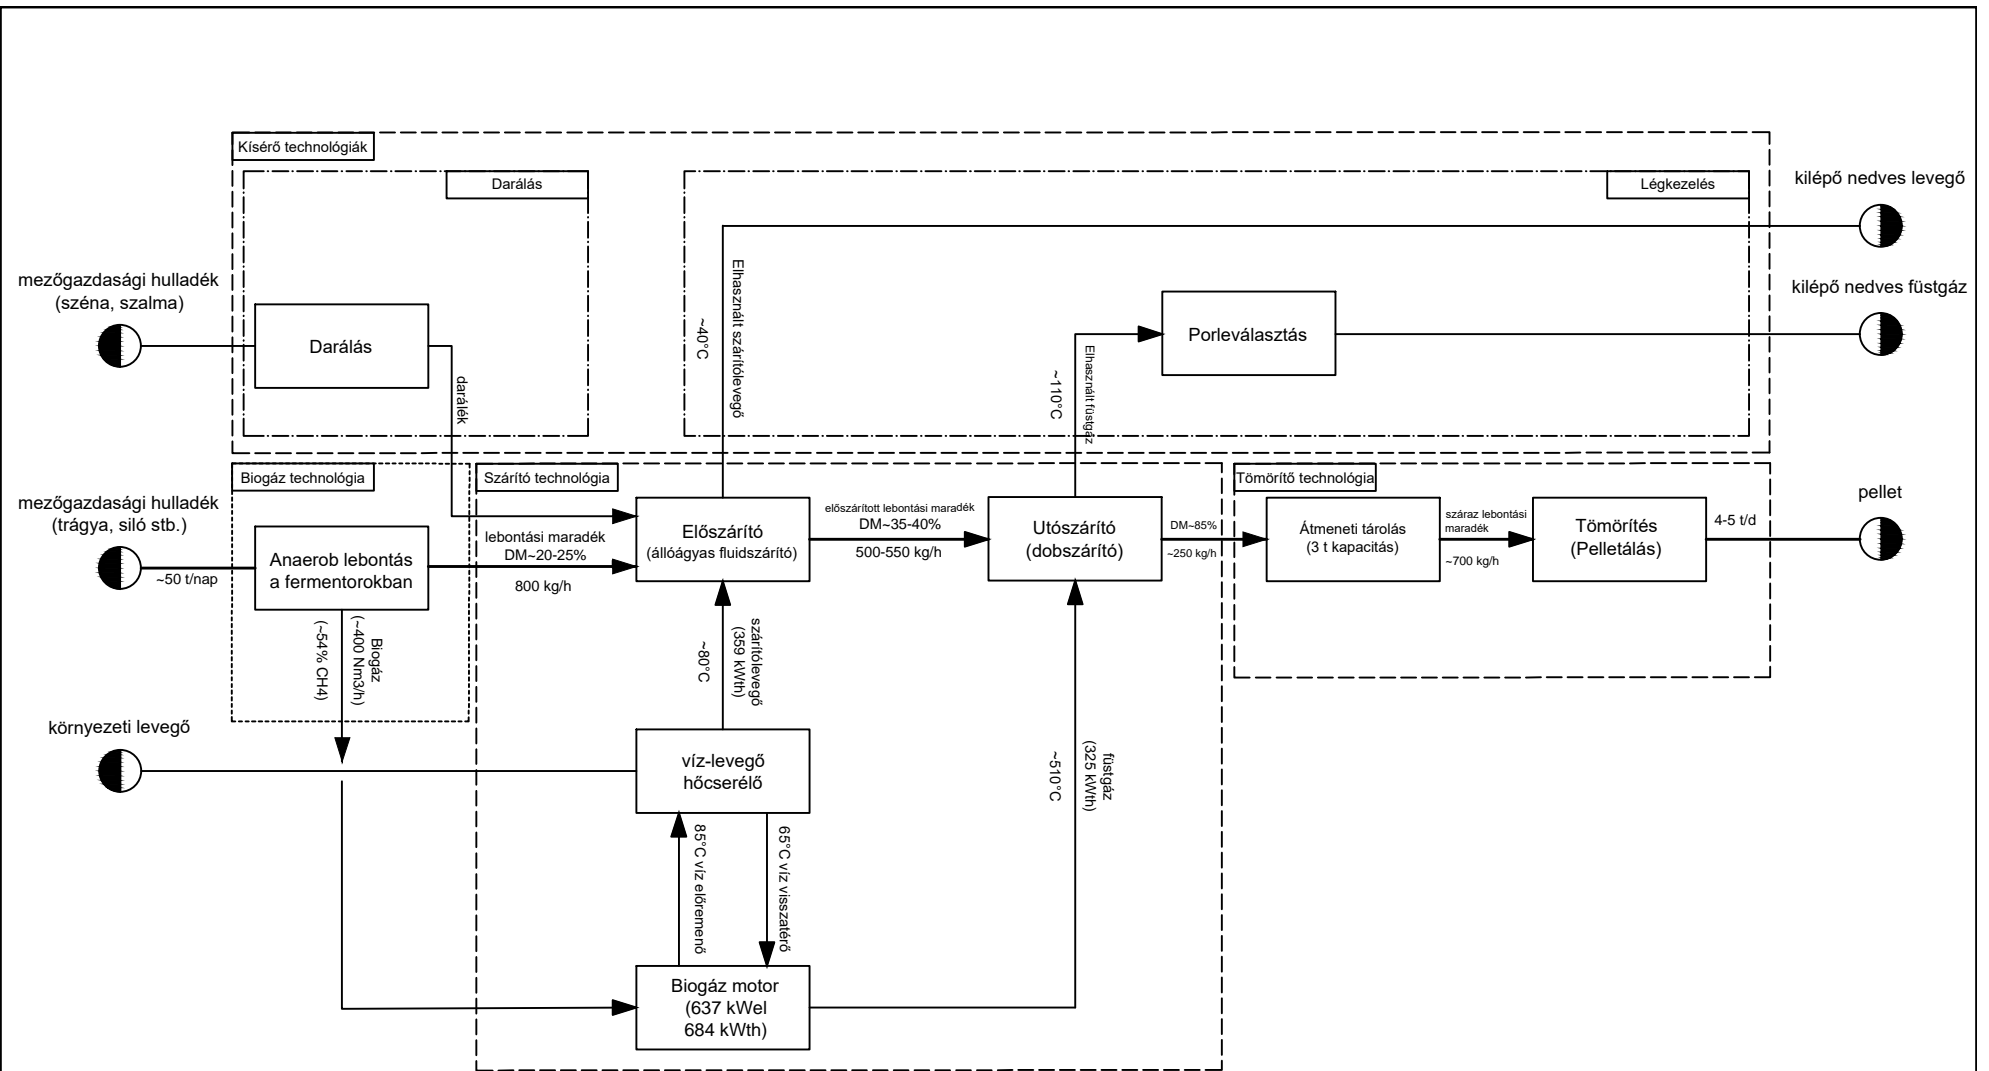 Kísérő technológiák
Darálás
Légkezelés
kilépő nedves levegő
mezőgazdasági hulladék
(széna, szalma)
Darálás
darálék
~40°C
Elhasznált szárítólevegő
~110°C
Elhasznált füstgáz
Porleválasztás
kilépő nedves füstgáz
Biogáz technológia
Szárító technológia
Tömörítő technológia
mezőgazdasági hulladék
(trágya, siló stb.)
~50 t/nap
Anaerob lebontás
a fermentorokban
lebontási maradék
DM~20-25%
800 kg/h
Előszárító
(állóágyas fluidszárító)
előszárított lebontási maradék
DM~35-40%
500-550 kg/h
Utószárító
(dobszárító)
DM~85%
~250 kg/h
Átmeneti tárolás
(3 t kapacitás)
száraz lebontási
maradék
~700 kg/h
Tömörítés
(Pelletálás)
4-5 t/d
pellet
Biogáz
(~400 Nm3/h)
(~54% CH4)
~80°C
szárítólevegő
(359 kWth)
~510°C
füstgáz
(325 kWth)
környezeti levegő
víz-levegő
hőcserélő
85°C víz előremenő
65°C víz visszatérő
Biogáz motor
(637 kWel
684 kWth)